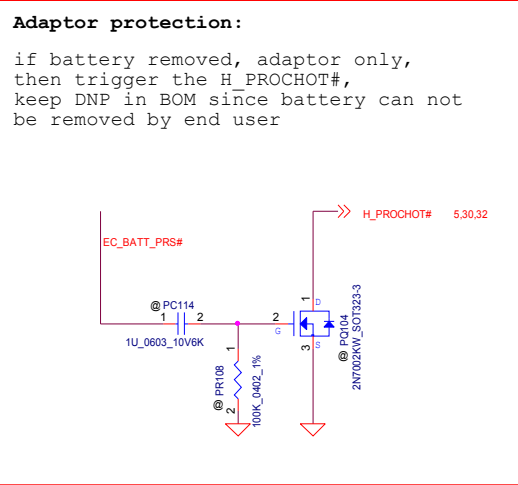 Adaptor protection:
if battery removed, adaptor only,
then trigger the H_PROCHOT#,
keep DNP in BOM since battery can not
be removed by end user
H_PROCHOT# 5,30,32
EC_BATT_PRS#
@ PC114
1 2
1U_0603_10V6K
1 D
2 G
3 S
@ PQ104
2N7002KW_SOT323-3
1
@ PR108
100K_0402_1%
2